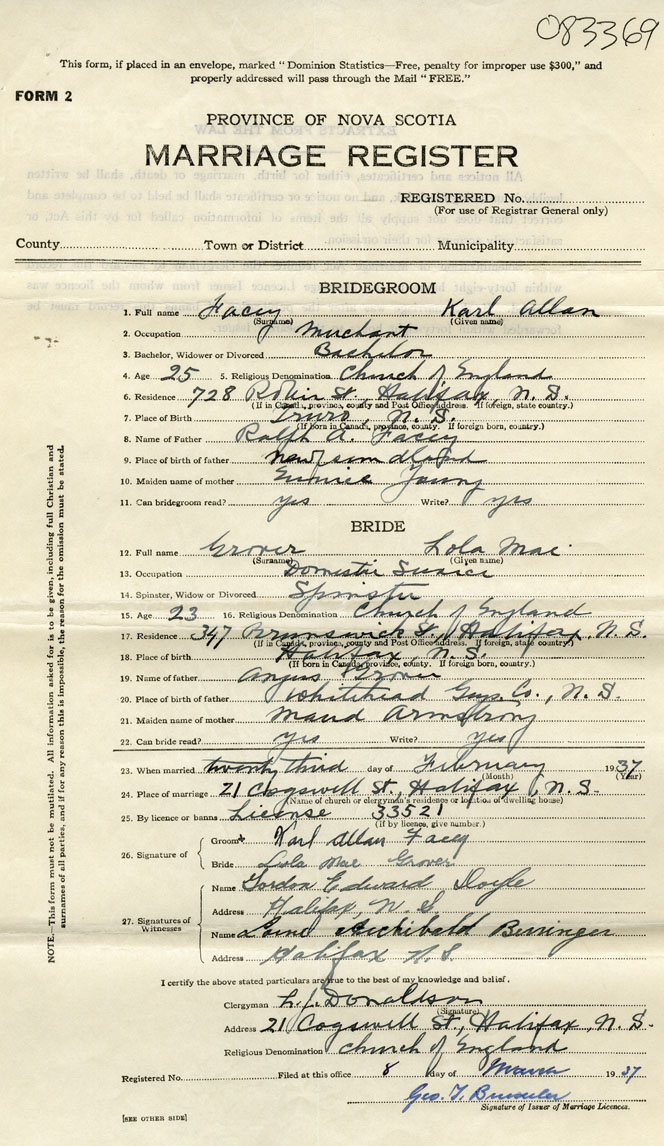 083369
This form, if placed in an envelope, marked "Dominion Statistics—Free, penalty for improper use $300," and
properly addressed will pass through the Mail "FREE."
FORM 2
PROVINCE OF NOVA SCOTIA
MARRIAGE REGISTER
REGISTERED No.
(For use of Registrar General only)
County Town or District Municipality
BRIDEGROOM
1. Full name Facey Karl Allan
(Surname) (Given name)
2. Occupation Merchant
3. Bachelor, Widower or Divorced Bachelor
4. Age 25 5. Religious Denomination Church of England
6. Residence 728 Robie St., Halifax, N. S.
(If in Canada, province, county and Post Office address. If foreign, state country.)
7. Place of Birth Truro, N. S.
(If born in Canada, province, county. If foreign born, country.)
8. Name of Father Ralph A. Facey
9. Place of birth of father Newfoundland
10. Maiden name of mother Eunice Young
11. Can bridegroom read? yes Write? yes
BRIDE
12. Full name Grover Lola Mae
(Surname) (Given name)
13. Occupation Domestic Service
14. Spinster, Widow or Divorced Spinster
15. Age 23 16. Religious Denomination Church of England
17. Residence 347 Brunswick St., Halifax, N. S.
(If in Canada, province, county and Post Office address. If foreign, state country.)
18. Place of birth Halifax, N. S.
(If born in Canada, province, county. If foreign born, country.)
19. Name of father Angus Grover
20. Place of birth of father Whitehead Guys. Co., N. S.
21. Maiden name of mother Maud Armstrong
22. Can bride read? yes Write? yes
23. When married twenty third day of February 1937
(Month) (Year)
24. Place of marriage 21 Cogswell St., Halifax, N. S.
(Name of church or clergyman's residence or location of dwelling house)
25. By licence or banns License 33521
(If by licence, give number.)
26. Signature of
Groom Karl Allan Facey
Bride Lola Mae Grover
27. Signatures of Witnesses
Name Gordon Edward Doyle
Address Halifax, N. S.
Name Archibald
Address Halifax N.S.
I certify the above stated particulars are true to the best of my knowledge and belief.
Clergyman Donaldson
(Signature)
Address 21 Cogswell St., Halifax, N. S.
Religious Denomination Church of England
Registered No. Filed at this office 8 day of March 1937
Geo. T.
Signature of Issuer of Marriage Licences.
[SEE OTHER SIDE]
NOTE.—This form must not be mutilated. All information asked for is to be given, including full Christian and
surnames of all parties, and if for any reason this is impossible, the reason for the omission must be stated.